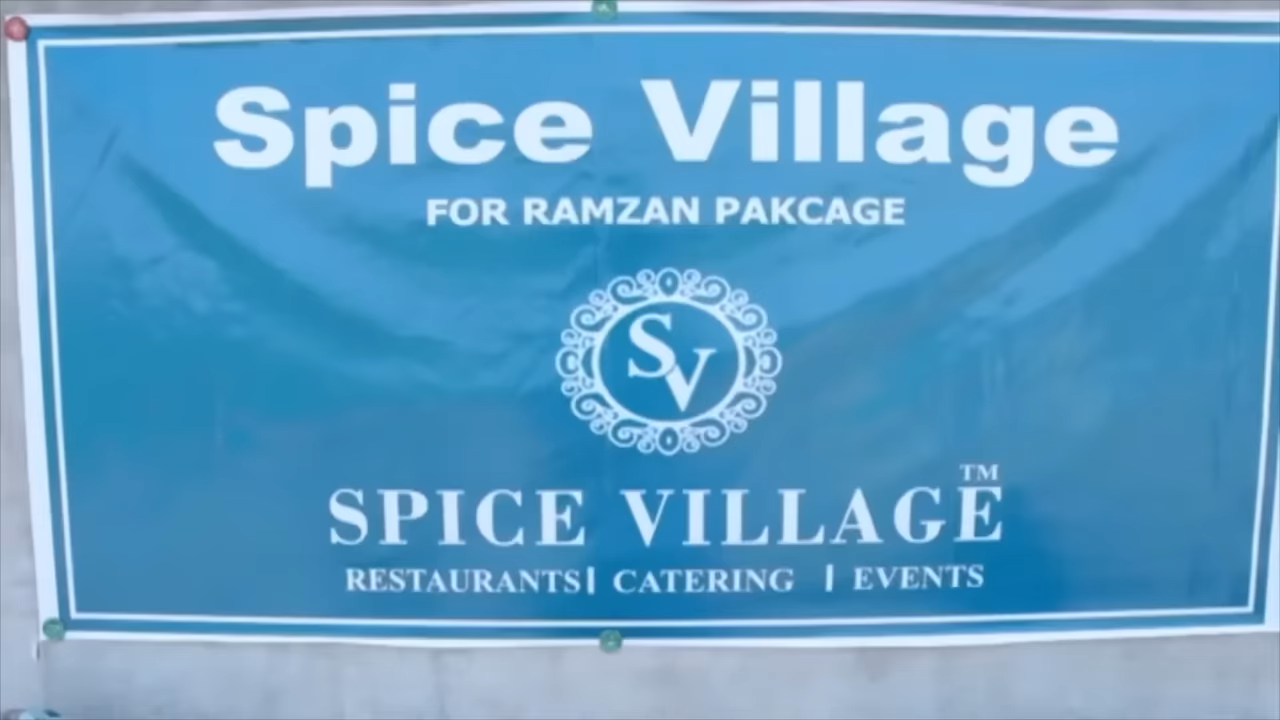 Spice Village
FOR RAMZAN PAKCAGE
SV
SPICE VILLAGE™
RESTAURANTS| CATERING | EVENTS